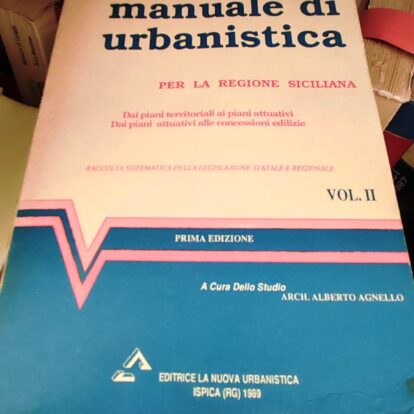 manuale di
urbanistica
PER LA REGIONE SICILIANA
Dai piani territoriali ai piani attuativi
Dai piani attuativi alle concessioni edilizie
RACCOLTA SISTEMATICA DELLA LEGISLAZIONE STATALE E REGIONALE
VOL. II
PRIMA EDIZIONE
A Cura Dello Studio
ARCH. ALBERTO AGNELLO
EDITRICE LA NUOVA URBANISTICA
ISPICA (RG) 1989